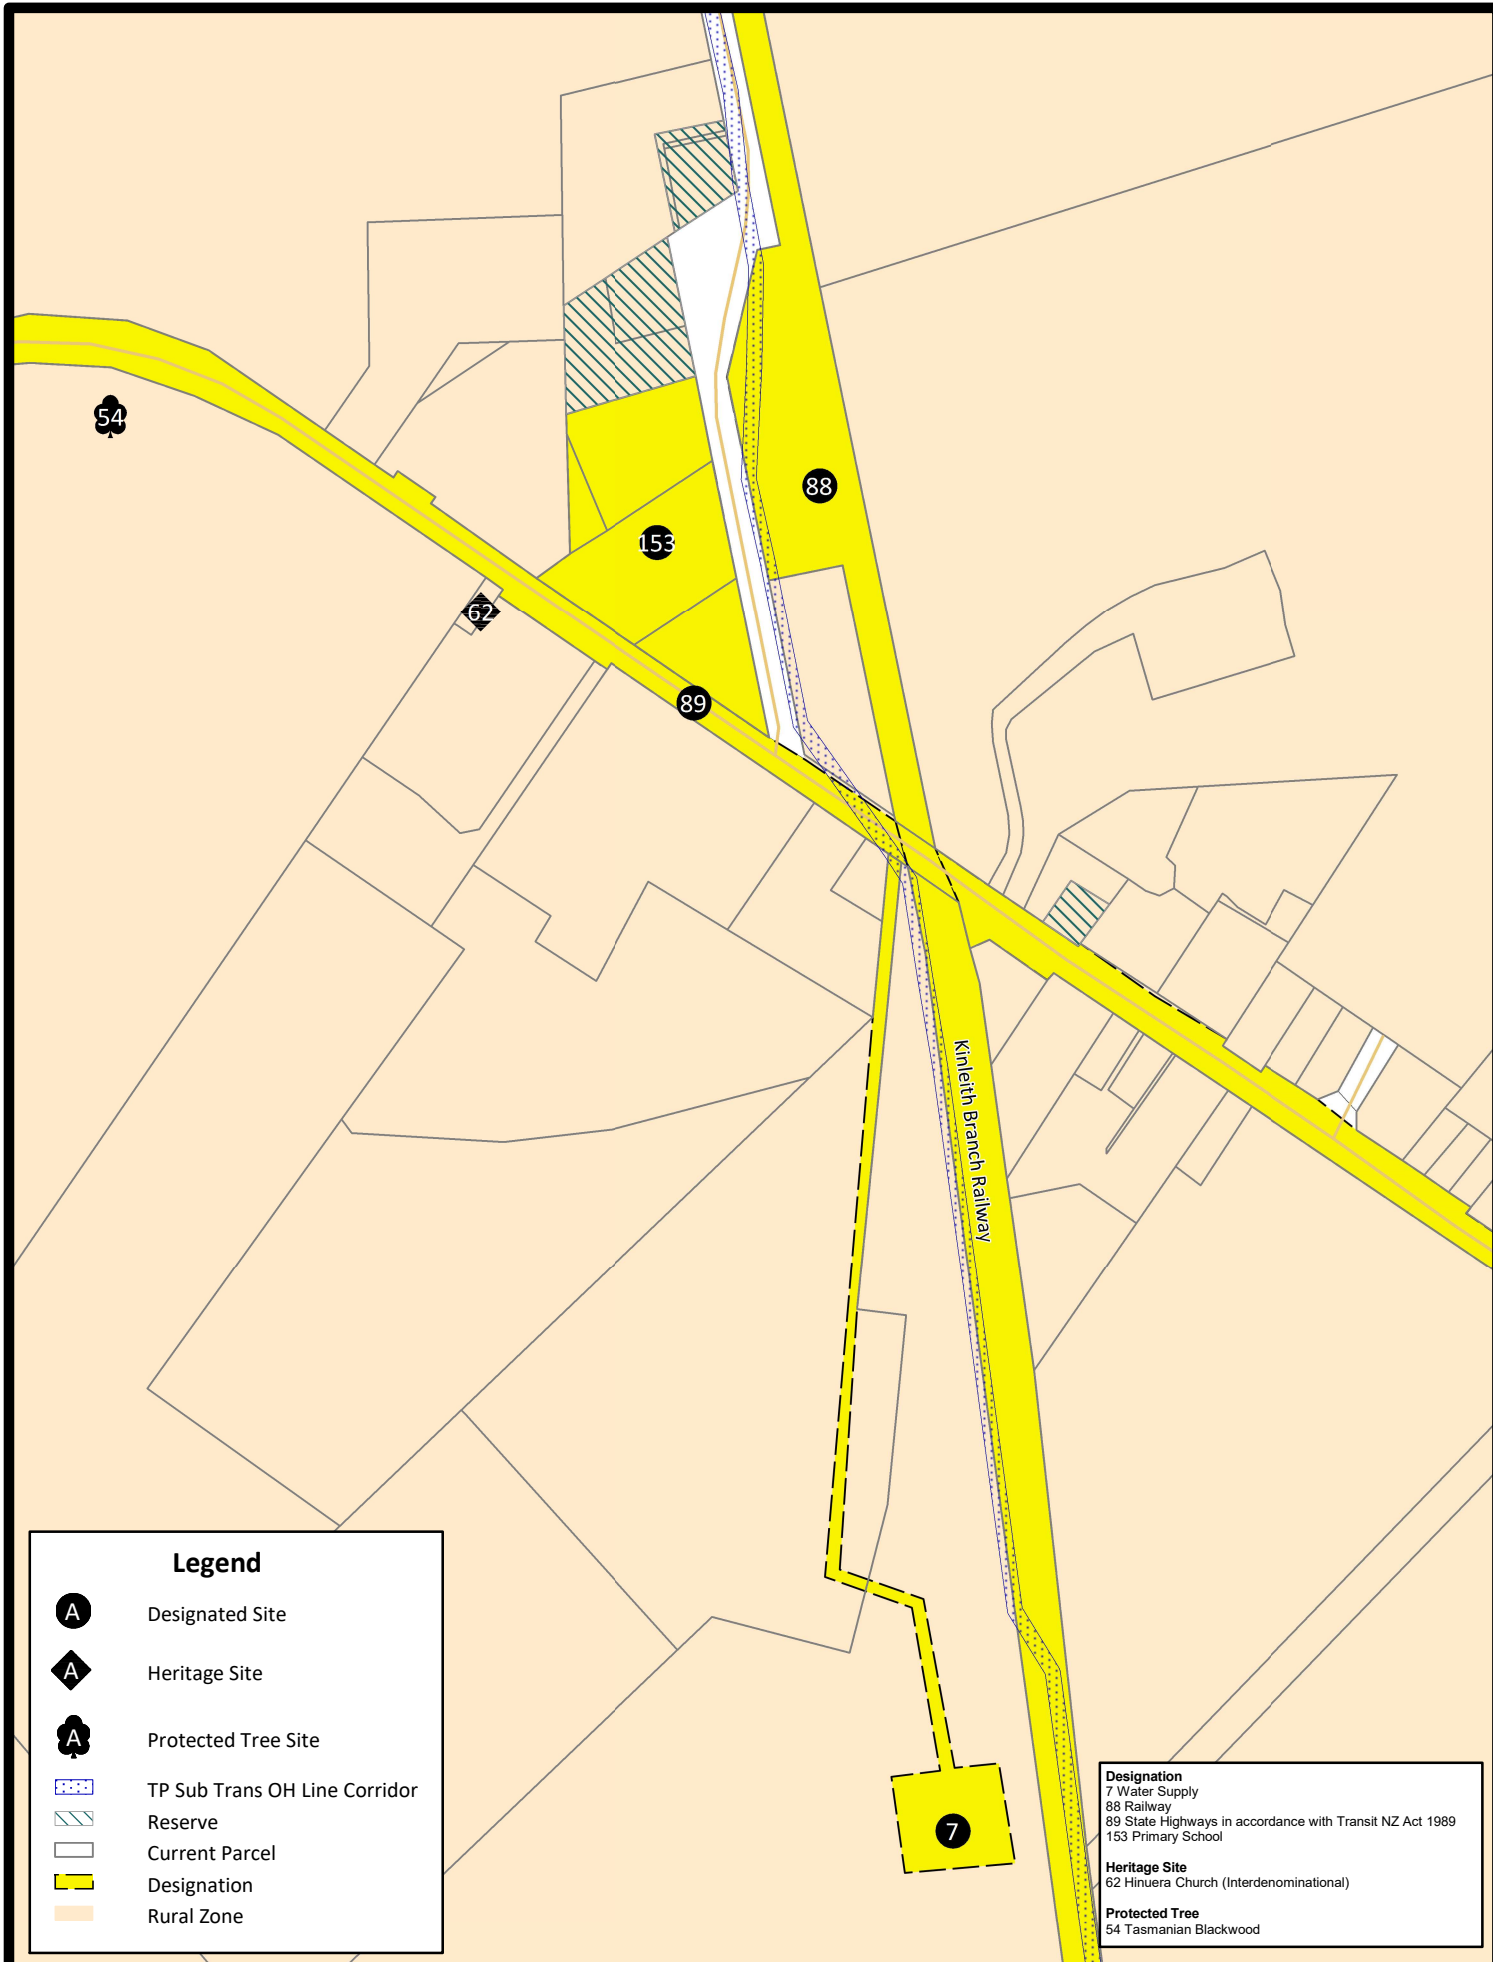 54
88
153
62
89
Kinleith Branch Railway
7
Legend
A Designated Site
A Heritage Site
A Protected Tree Site
TP Sub Trans OH Line Corridor
Reserve
Current Parcel
Designation
Rural Zone
Designation
7 Water Supply
88 Railway
89 State Highways in accordance with Transit NZ Act 1989
153 Primary School
Heritage Site
62 Hinuera Church (Interdenominational)
Protected Tree
54 Tasmanian Blackwood